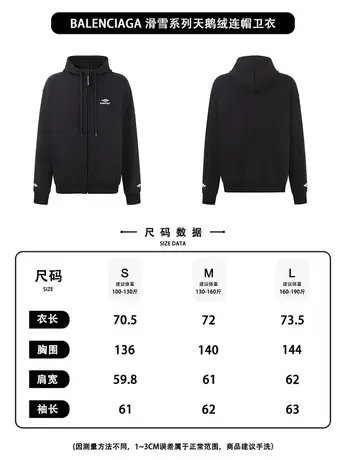 BALENCIAGA 滑雪系列天鹅绒连帽卫衣
尺码数据
SIZE DATA
尺码 S M L
SIZE 建议体重 建议体重 建议体重
100-130斤 130-160斤 160-190斤
衣长 70.5 72 73.5
胸围 136 140 144
肩宽 59.8 61 62
袖长 61 62 63
(因测量方法不同，1~3CM误差属于正常范围，商品建议手洗)